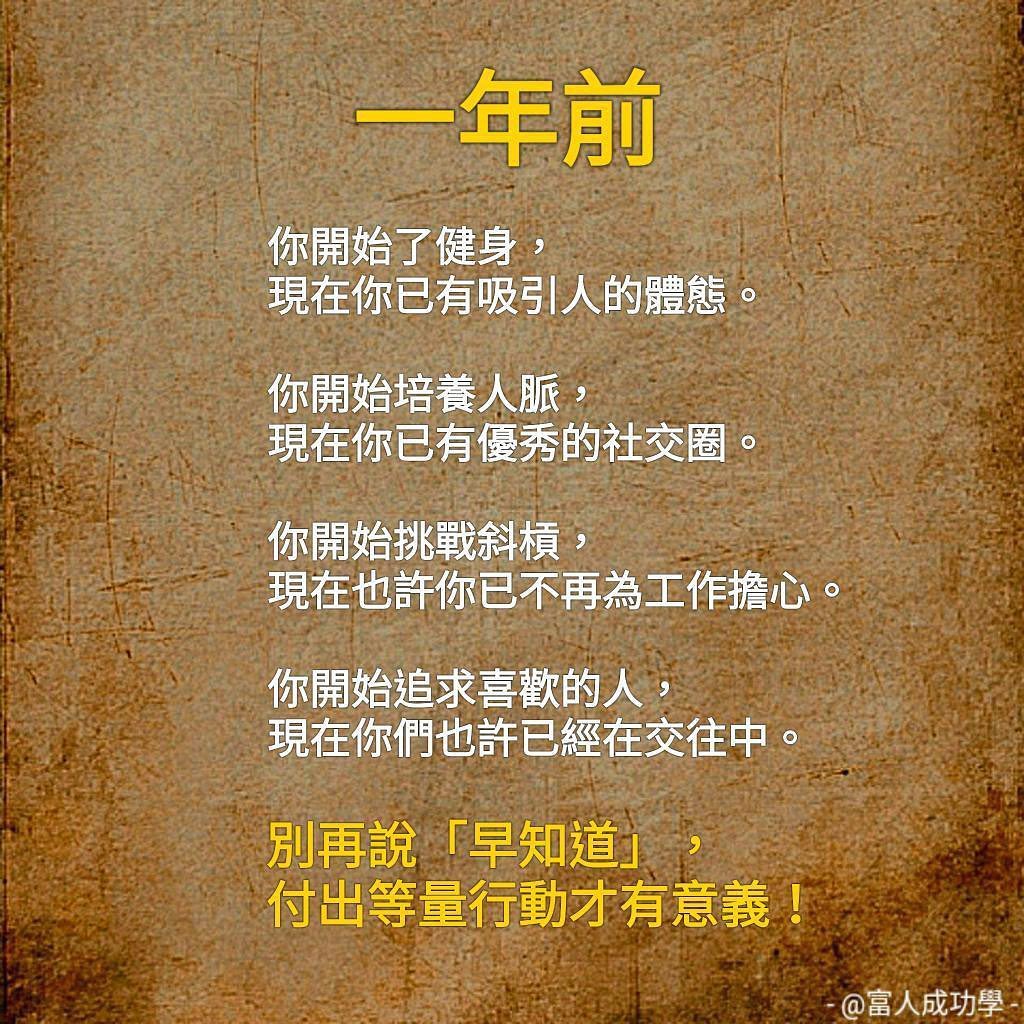 一年前
你開始了健身，
現在你已有吸引人的體態。
你開始培養人脈，
現在你已有優秀的社交圈。
你開始挑戰斜槓，
現在也許你已不再為工作擔心。
你開始追求喜歡的人，
現在你們也許已經在交往中。
別再說「早知道」，
付出等量行動才有意義！
- @富人成功學 -